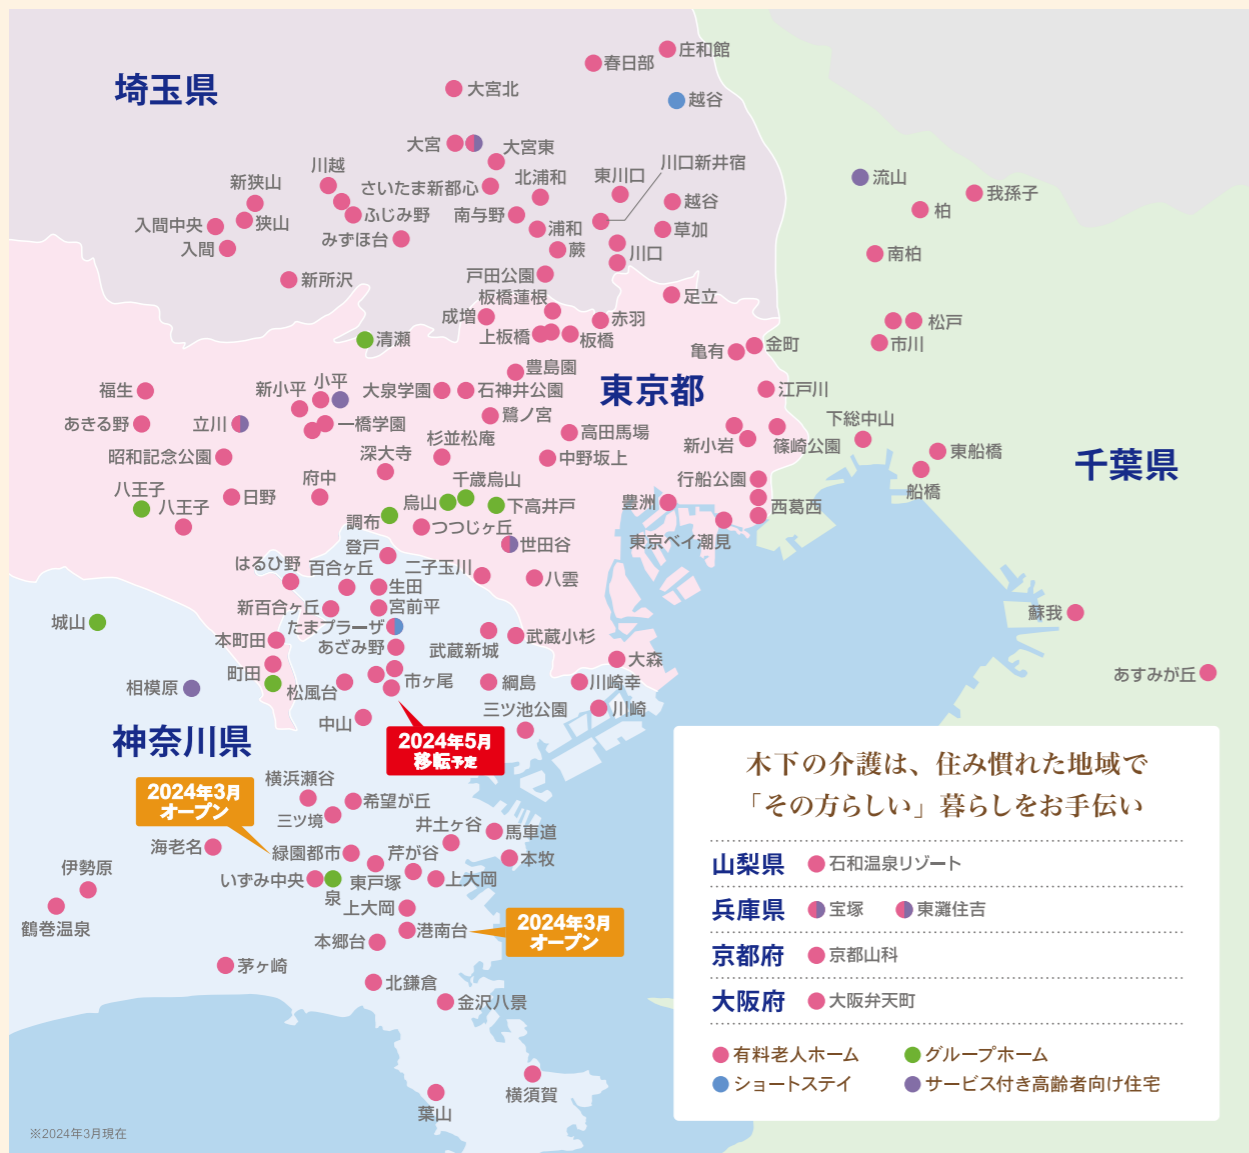 埼玉県
春日部
庄和館
大宮北
越谷
大宮
大宮東
川口新井宿
川越
さいたま新都心
北浦和
東川口
新狭山
越谷
流山
我孫子
柏
入間中央
狭山
ふじみ野
南与野
浦和
草加
みずほ台
入間
蕨
川口
南柏
新所沢
戸田公園
板橋蓮根
足立
成増
赤羽
松戸
清瀬
上板橋
板橋
亀有
金町
市川
豊島園
福生
新小平
小平
大泉学園
石神井公園
東京都
江戸川
あきる野
立川
一橋学園
鷺ノ宮
高田馬場
下総中山
新小岩
篠崎公園
杉並松庵
深大寺
中野坂上
東船橋
千葉県
昭和記念公園
船橋
八王子
八王子
日野
府中
千歳烏山
行船公園
烏山
下高井戸
豊洲
西葛西
調布
つつじヶ丘
東京ベイ潮見
世田谷
登戸
はるひ野
百合ヶ丘
二子玉川
生田
八雲
新百合ヶ丘
宮前平
城山
たまプラーザ
蘇我
本町田
あざみ野
武蔵新城
武蔵小杉
大森
町田
市ヶ尾
あすみが丘
相模原
松風台
綱島
川崎幸
三ツ池公園
川崎
中山
神奈川県
2024年5月
移転予定
横浜瀬谷
2024年3月
オープン
希望が丘
三ツ境
井土ヶ谷
馬車道
海老名
緑園都市
芹が谷
本牧
伊勢原
いずみ中央
泉
東戸塚
上大岡
鶴巻温泉
上大岡
港南台
2024年3月
オープン
本郷台
茅ヶ崎
北鎌倉
金沢八景
横須賀
葉山
※2024年3月現在
木下の介護は、住み慣れた地域で
「その方らしい」暮らしをお手伝い
山梨県 石和温泉リゾート
兵庫県 宝塚 東灘住吉
京都府 京都山科
大阪府 大阪弁天町
有料老人ホーム グループホーム
ショートステイ サービス付き高齢者向け住宅